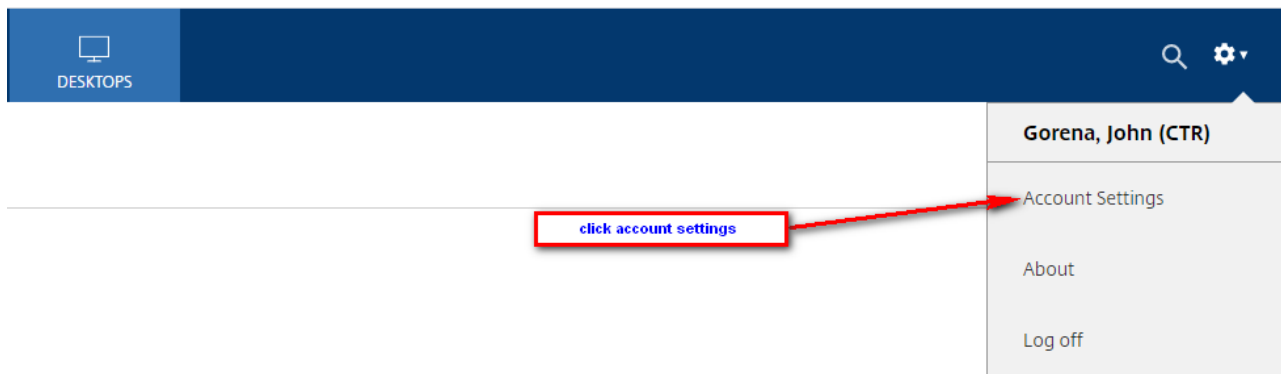 DESKTOPS
Gorena, John (CTR)
Account Settings
click account settings
About
Log off